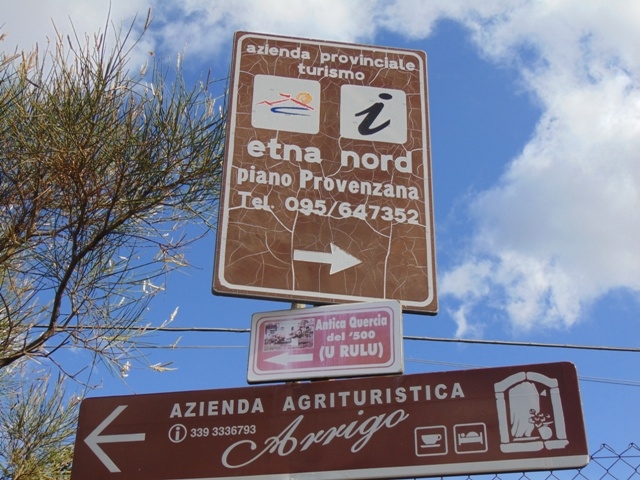 azienda provinciale
turismo
i
etna nord
piano Provenzana
Tel. 095/647352
Antica Quercia
del '500
(U RULU)
AZIENDA AGRITURISTICA
i 339 3336793
Arrigo